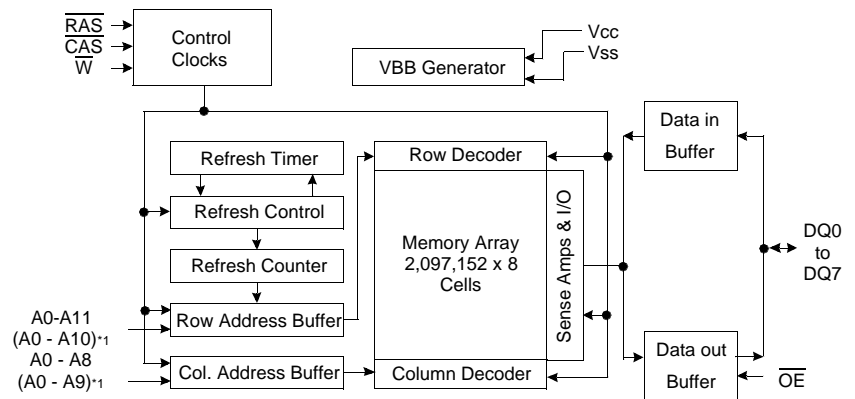 RAS
CAS
W
Control
Clocks
VBB Generator
Vcc
Vss
Data in
Buffer
Refresh Timer
Row Decoder
Refresh Control
Refresh Counter
Memory Array
2,097,152 x 8
Cells
Sense Amps & I/O
DQ0
to
DQ7
A0-A11
(A0 - A10)*1
A0 - A8
(A0 - A9)*1
Row Address Buffer
Col. Address Buffer
Column Decoder
Data out
Buffer
OE